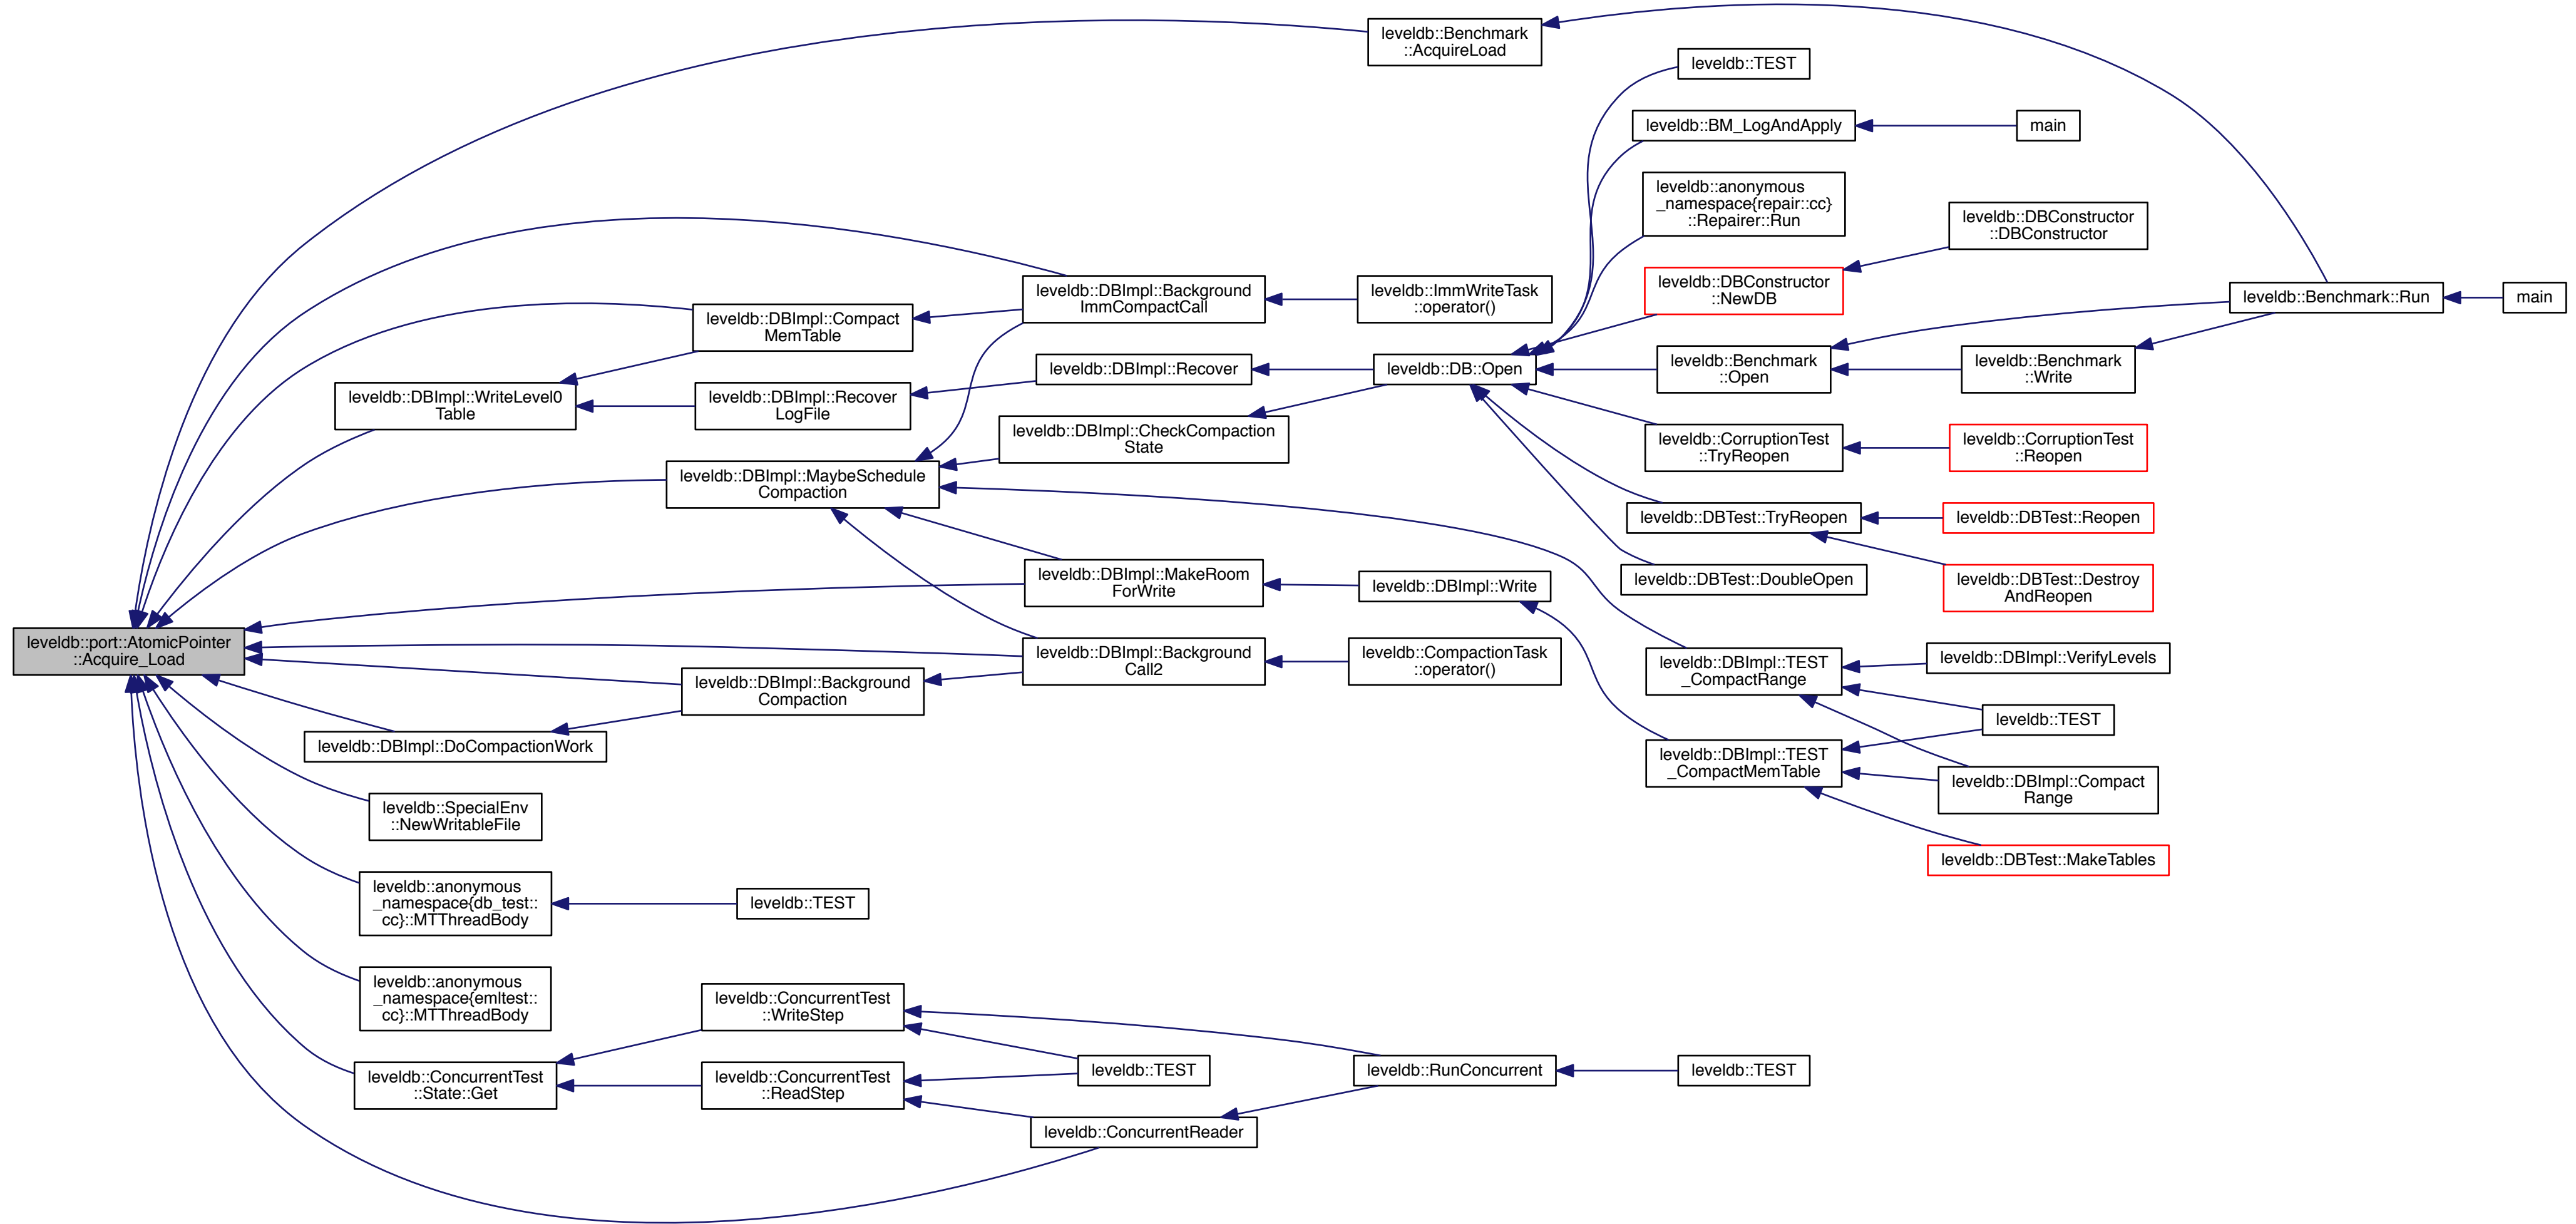 leveldb::Benchmark
::AcquireLoad
leveldb::TEST
leveldb::BM_LogAndApply
main
leveldb::anonymous
_namespace{repair::cc}
::Repairer::Run
leveldb::DBConstructor
::DBConstructor
leveldb::DBConstructor
::NewDB
leveldb::DBImpl::Background
ImmCompactCall
leveldb::ImmWriteTask
::operator()
leveldb::Benchmark::Run
main
leveldb::DBImpl::Compact
MemTable
leveldb::DBImpl::Recover
leveldb::DB::Open
leveldb::Benchmark
::Open
leveldb::Benchmark
::Write
leveldb::DBImpl::WriteLevel0
Table
leveldb::DBImpl::Recover
LogFile
leveldb::DBImpl::CheckCompaction
State
leveldb::CorruptionTest
::TryReopen
leveldb::CorruptionTest
::Reopen
leveldb::DBImpl::MaybeSchedule
Compaction
leveldb::DBTest::TryReopen
leveldb::DBTest::Reopen
leveldb::DBImpl::MakeRoom
ForWrite
leveldb::DBImpl::Write
leveldb::DBTest::DoubleOpen
leveldb::DBTest::Destroy
AndReopen
leveldb::port::AtomicPointer
::Acquire_Load
leveldb::DBImpl::Background
Call2
leveldb::CompactionTask
::operator()
leveldb::DBImpl::TEST
_CompactRange
leveldb::DBImpl::VerifyLevels
leveldb::DBImpl::Background
Compaction
leveldb::TEST
leveldb::DBImpl::DoCompactionWork
leveldb::DBImpl::TEST
_CompactMemTable
leveldb::DBImpl::Compact
Range
leveldb::SpecialEnv
::NewWritableFile
leveldb::DBTest::MakeTables
leveldb::anonymous
_namespace{db_test::
cc}::MTThreadBody
leveldb::TEST
leveldb::anonymous
_namespace{emltest::
cc}::MTThreadBody
leveldb::ConcurrentTest
::WriteStep
leveldb::ConcurrentTest
::State::Get
leveldb::ConcurrentTest
::ReadStep
leveldb::TEST
leveldb::RunConcurrent
leveldb::TEST
leveldb::ConcurrentReader